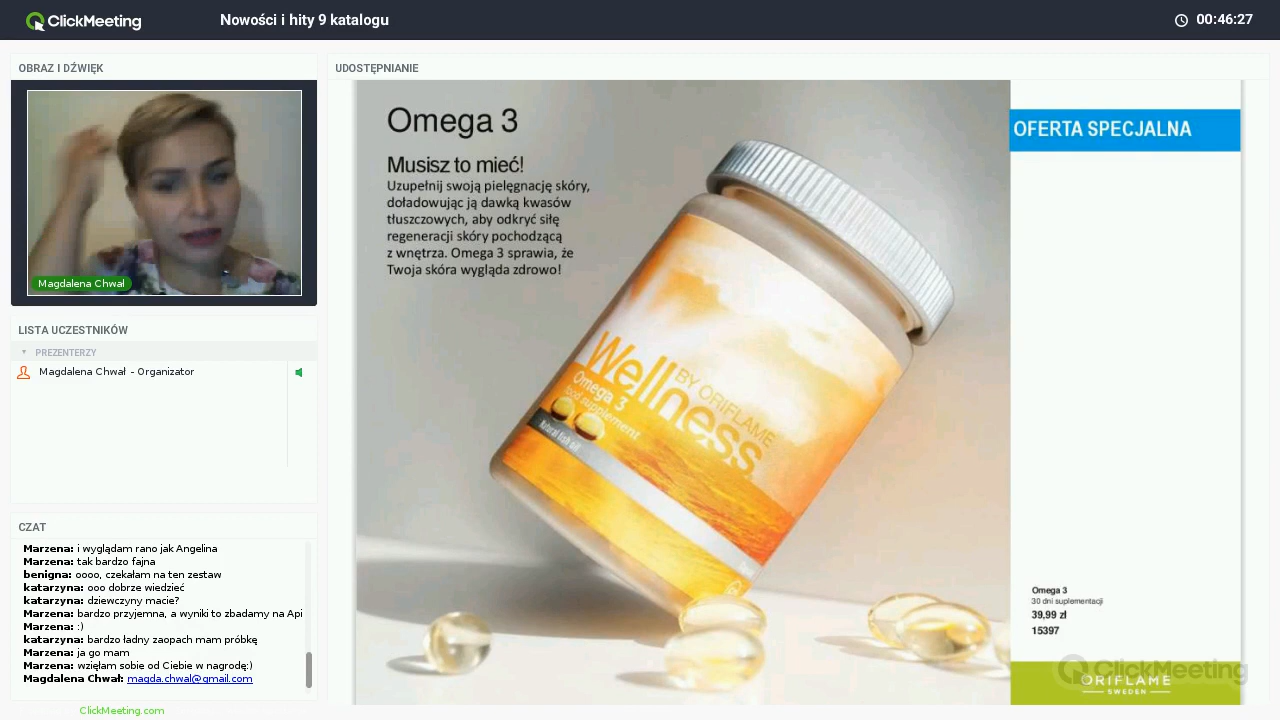 ClickMeeting
Nowości i hity 9 katalogu
00:46:27
OBRAZ I DŹWIĘK
Magdalena Chwał
LISTA UCZESTNIKÓW
PREZENTERZY
Magdalena Chwał - Organizator
CZAT
Marzena: i wyglądam rano jak Angelina
Marzena: tak bardzo fajna
benigna: oooo, czekałam na ten zestaw
katarzyna: ooo dobrze wiedzieć
katarzyna: dziewczyny macie?
Marzena: bardzo przyjemna, a wyniki to zbadamy na Api
Marzena: :)
katarzyna: bardzo ładny zaopach mam próbkę
Marzena: ja go mam
Marzena: wzięłam sobie od Ciebie w nagrodę:)
Magdalena Chwał: magda.chwal@gmail.com
ClickMeeting.com
UDOSTĘPNIANIE
Omega 3
Musisz to mieć!
Uzupełnij swoją pielęgnację skóry,
doładowując ją dawką kwasów
tłuszczowych, aby odkryć siłę
regeneracji skóry pochodzącą
z wnętrza. Omega 3 sprawia, że
Twoja skóra wygląda zdrowo!
Wellness
BY ORIFLAME
Omega 3
food supplement
Natural fish oil
OFERTA SPECJALNA
Omega 3
30 dni suplementacji
39,99 zł
15397
ClickMeeting
ORIFLAME
SWEDEN